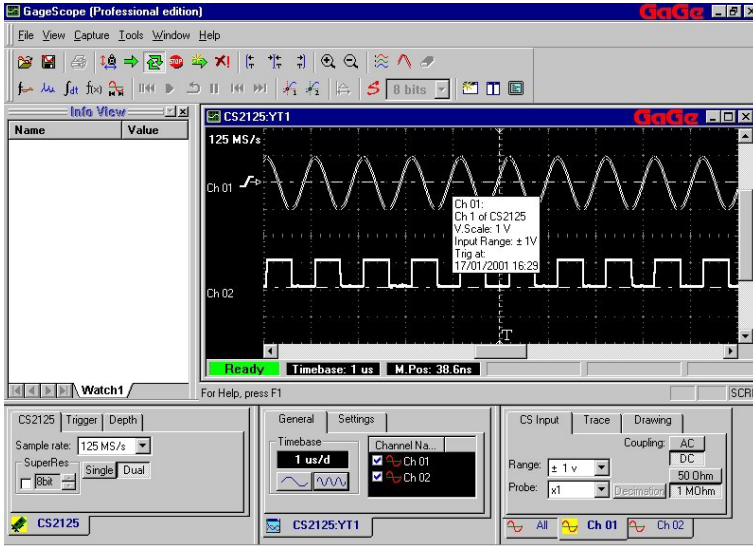 GageScope (Professional edition)
GaGe
File View Capture Tools Window Help
8 bits
Info View
Name Value
CS2125:YT1
GaGe
125 MS/s
Ch 01
Ch 01:
Ch 1 of CS2125
V.Scale: 1 V
Input Range: ± 1V
Trig at:
17/01/2001 16:29
Ch 02
T
Ready Timebase: 1 us M.Pos: 38.6ns
Watch1
For Help, press F1
SCRI
CS2125 Trigger Depth
Sample rate: 125 MS/s
SuperRes
8bit
Single Dual
CS2125
General Settings
Timebase
1 us/d
Channel Na...
Ch 01
Ch 02
CS2125:YT1
CS Input Trace Drawing
Coupling: AC
DC
Range: ± 1 v
50 Ohm
Probe: x1 Decimation 1 MOhm
All Ch 01 Ch 02